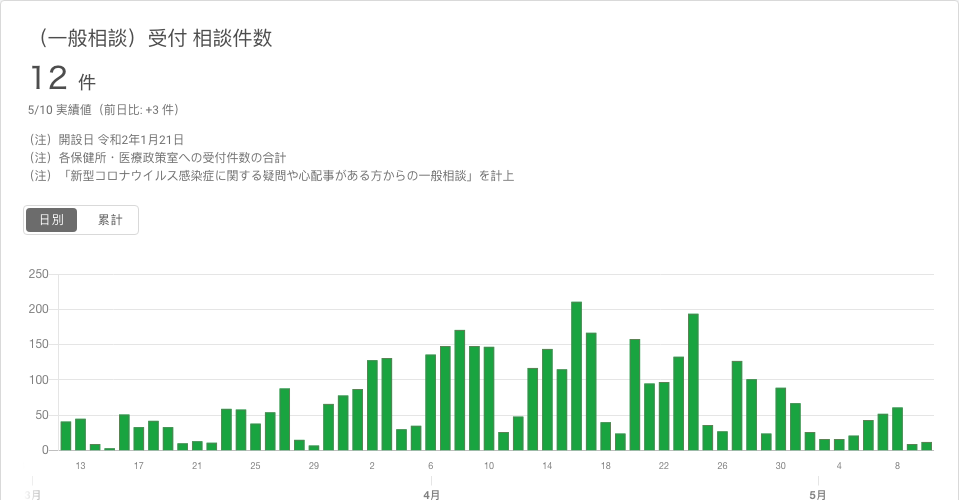 （一般相談）受付 相談件数
12 件
5/10 実績値（前日比: +3 件）
（注）開設日 令和2年1月21日
（注）各保健所・医療政策室への受付件数の合計
（注）「新型コロナウイルス感染症に関する疑問や心配事がある方からの一般相談」を計上
日別 累計
250
200
150
100
50
0
13 17 21 25 29 2 6 10 14 18 22 26 30 4 8
3月 4月 5月